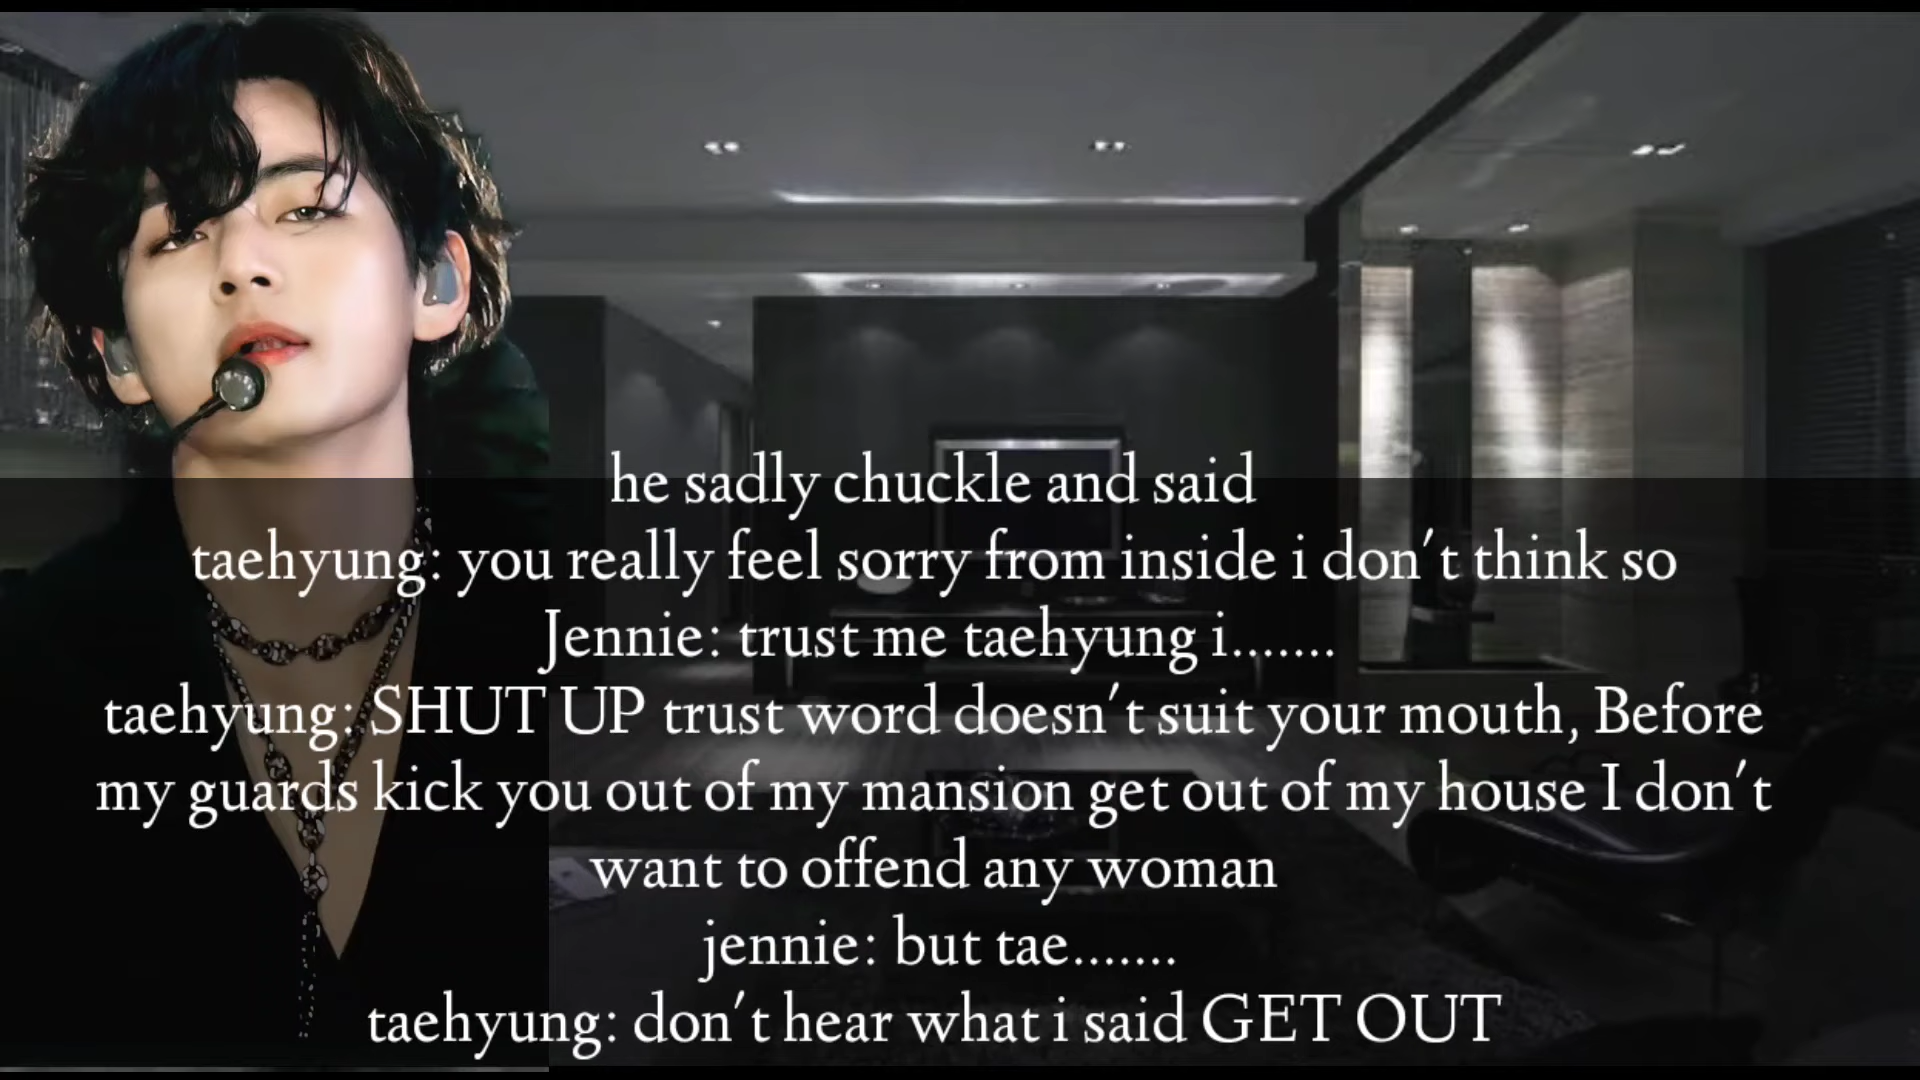 he sadly chuckle and said
taehyung: you really feel sorry from inside i don't think so
Jennie: trust me taehyung i.......
taehyung: SHUT UP trust word doesn't suit your mouth, Before
my guards kick you out of my mansion get out of my house I don't
want to offend any woman
jennie: but tae.......
taehyung: don't hear what i said GET OUT